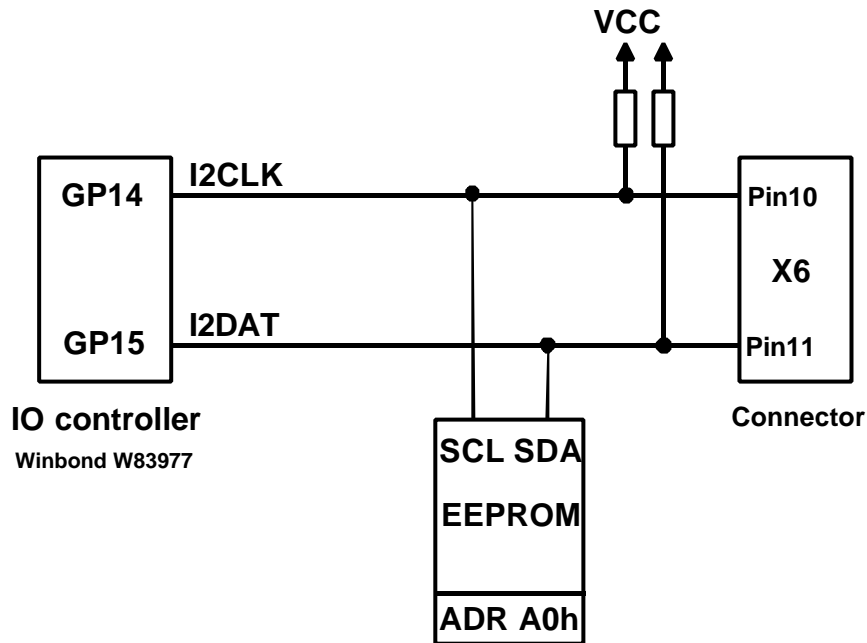 VCC
I2CLK
GP14
Pin10
X6
I2DAT
GP15
Pin11
IO controller
Winbond W83977
Connector
SCL SDA
EEPROM
ADR A0h